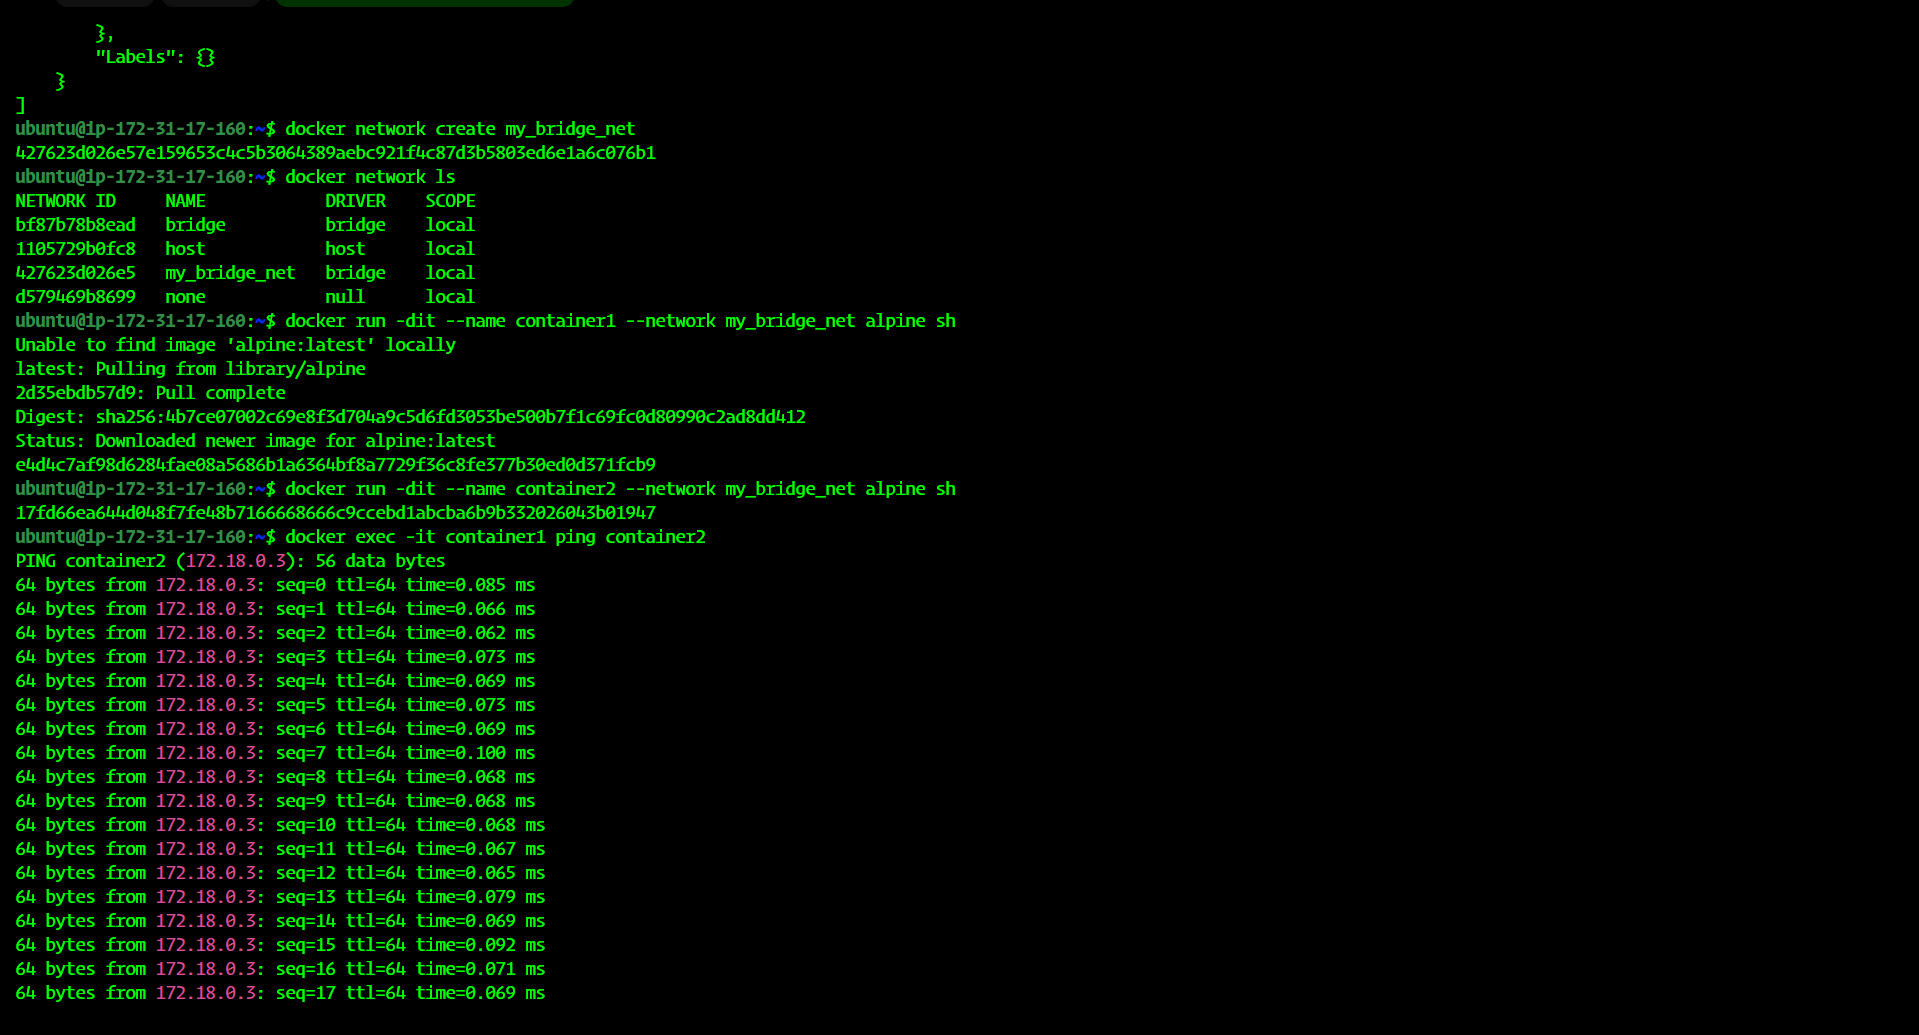 },
        "Labels": {}
    }
]
ubuntu@ip-172-31-17-160:~$ docker network create my_bridge_net
427623d026e57e159653c4c5b3064389aebc921f4c87d3b5803ed6e1a6c076b1
ubuntu@ip-172-31-17-160:~$ docker network ls
NETWORK ID     NAME            DRIVER    SCOPE
bf87b78b8ead   bridge          bridge    local
1105729b0fc8   host            host      local
427623d026e5   my_bridge_net   bridge    local
d579469b8699   none            null      local
ubuntu@ip-172-31-17-160:~$ docker run -dit --name container1 --network my_bridge_net alpine sh
Unable to find image 'alpine:latest' locally
latest: Pulling from library/alpine
2d35ebdb57d9: Pull complete
Digest: sha256:4b7ce07002c69e8f3d704a9c5d6fd3053be500b7f1c69fc0d80990c2ad8dd412
Status: Downloaded newer image for alpine:latest
e4d4c7af98d6284fae08a5686b1a6364bf8a7729f36c8fe377b30ed0d371fcb9
ubuntu@ip-172-31-17-160:~$ docker run -dit --name container2 --network my_bridge_net alpine sh
17fd66ea644d048f7fe48b7166668666c9ccebd1abcba6b9b332026043b01947
ubuntu@ip-172-31-17-160:~$ docker exec -it container1 ping container2
PING container2 (172.18.0.3): 56 data bytes
64 bytes from 172.18.0.3: seq=0 ttl=64 time=0.085 ms
64 bytes from 172.18.0.3: seq=1 ttl=64 time=0.066 ms
64 bytes from 172.18.0.3: seq=2 ttl=64 time=0.062 ms
64 bytes from 172.18.0.3: seq=3 ttl=64 time=0.073 ms
64 bytes from 172.18.0.3: seq=4 ttl=64 time=0.069 ms
64 bytes from 172.18.0.3: seq=5 ttl=64 time=0.073 ms
64 bytes from 172.18.0.3: seq=6 ttl=64 time=0.069 ms
64 bytes from 172.18.0.3: seq=7 ttl=64 time=0.100 ms
64 bytes from 172.18.0.3: seq=8 ttl=64 time=0.068 ms
64 bytes from 172.18.0.3: seq=9 ttl=64 time=0.068 ms
64 bytes from 172.18.0.3: seq=10 ttl=64 time=0.068 ms
64 bytes from 172.18.0.3: seq=11 ttl=64 time=0.067 ms
64 bytes from 172.18.0.3: seq=12 ttl=64 time=0.065 ms
64 bytes from 172.18.0.3: seq=13 ttl=64 time=0.079 ms
64 bytes from 172.18.0.3: seq=14 ttl=64 time=0.069 ms
64 bytes from 172.18.0.3: seq=15 ttl=64 time=0.092 ms
64 bytes from 172.18.0.3: seq=16 ttl=64 time=0.071 ms
64 bytes from 172.18.0.3: seq=17 ttl=64 time=0.069 ms